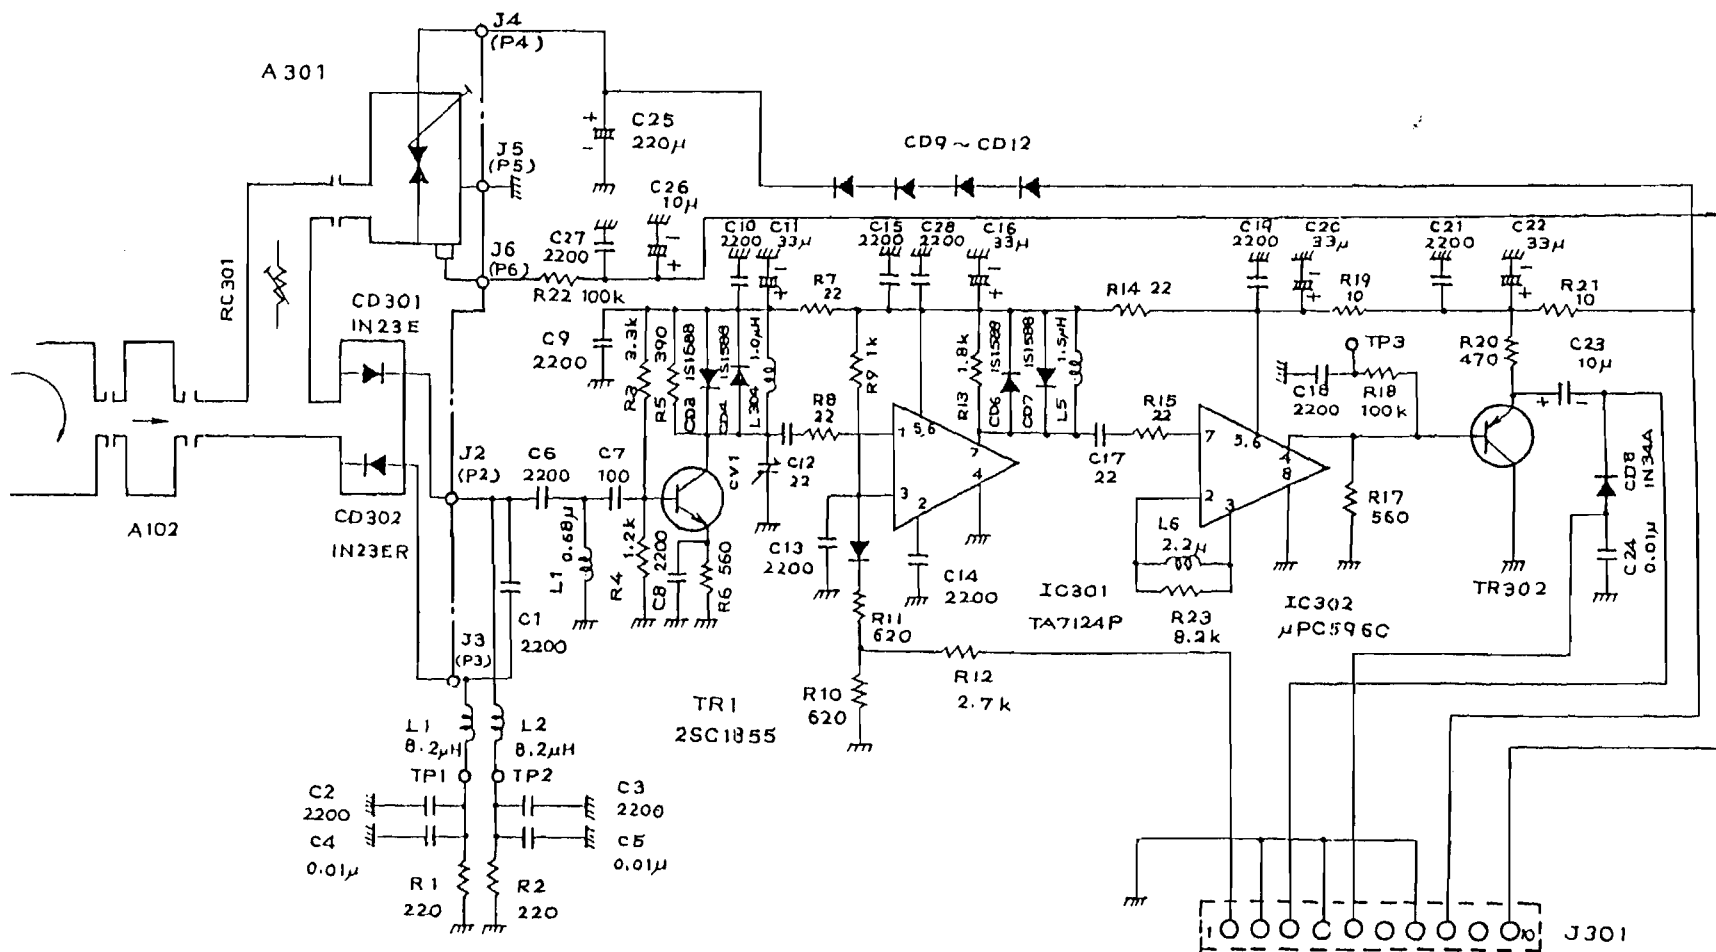 J4
(P4)
A301
C25
220µ
+
-
J5
(P5)
CD9~CD12
C26
10µ
-
+
C27
2200
J6
(P6)
R22 100k
C10
2200
C11
33µ
-
+
C15
2200
C28
2200
C16
33µ
-
+
C19
2200
C20
33µ
-
+
C21
2200
C22
33µ
-
+
R7
22
R14 22
R19
10
R21
10
RC301
CD301
IN23E
C9
2200
R3 3.3k
R5 390
CD3 1S1588
CD4 1S1588
L304 1.0µH
R9 1k
R13 1.8k
CD6 1S1588
CD7 1S1588
L5 1.5µH
TP3
R20
470
C23
10µ
+
-
C18
2200
R18
100k
R8
22
R15
22
1
5,6
7
4
3
2
7
5,6
4
8
2
3
CV1
C12
22
C17
22
CD8
IN34A
J2
(P2)
C6
2200
C7
100
A102
CD302
IN23ER
L1 0.68µ
R4 1.2k
C8 2200
R6 560
C13
2200
C14
2200
L6
2.2µ
R17
560
C24
0.01µ
TR302
C1
2200
IC301
TA7124P
R23
8.2k
IC302
µPC596C
R11
620
J3
(P3)
R12
2.7k
R10
620
TR1
2SC1855
L1
8.2µH
L2
8.2µH
TP1
TP2
C2
2200
C3
2200
C4
0.01µ
C5
0.01µ
R1
220
R2
220
1
10
J301